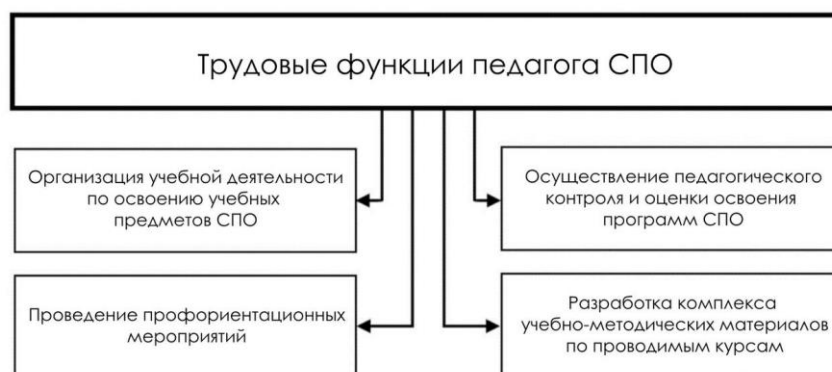 Трудовые функции педагога СПО
Организация учебной деятельности
по освоению учебных
предметов СПО
Осуществление педагогического
контроля и оценки освоения
программ СПО
Проведение профориентационных
мероприятий
Разработка комплекса
учебно-методических материалов
по проводимым курсам